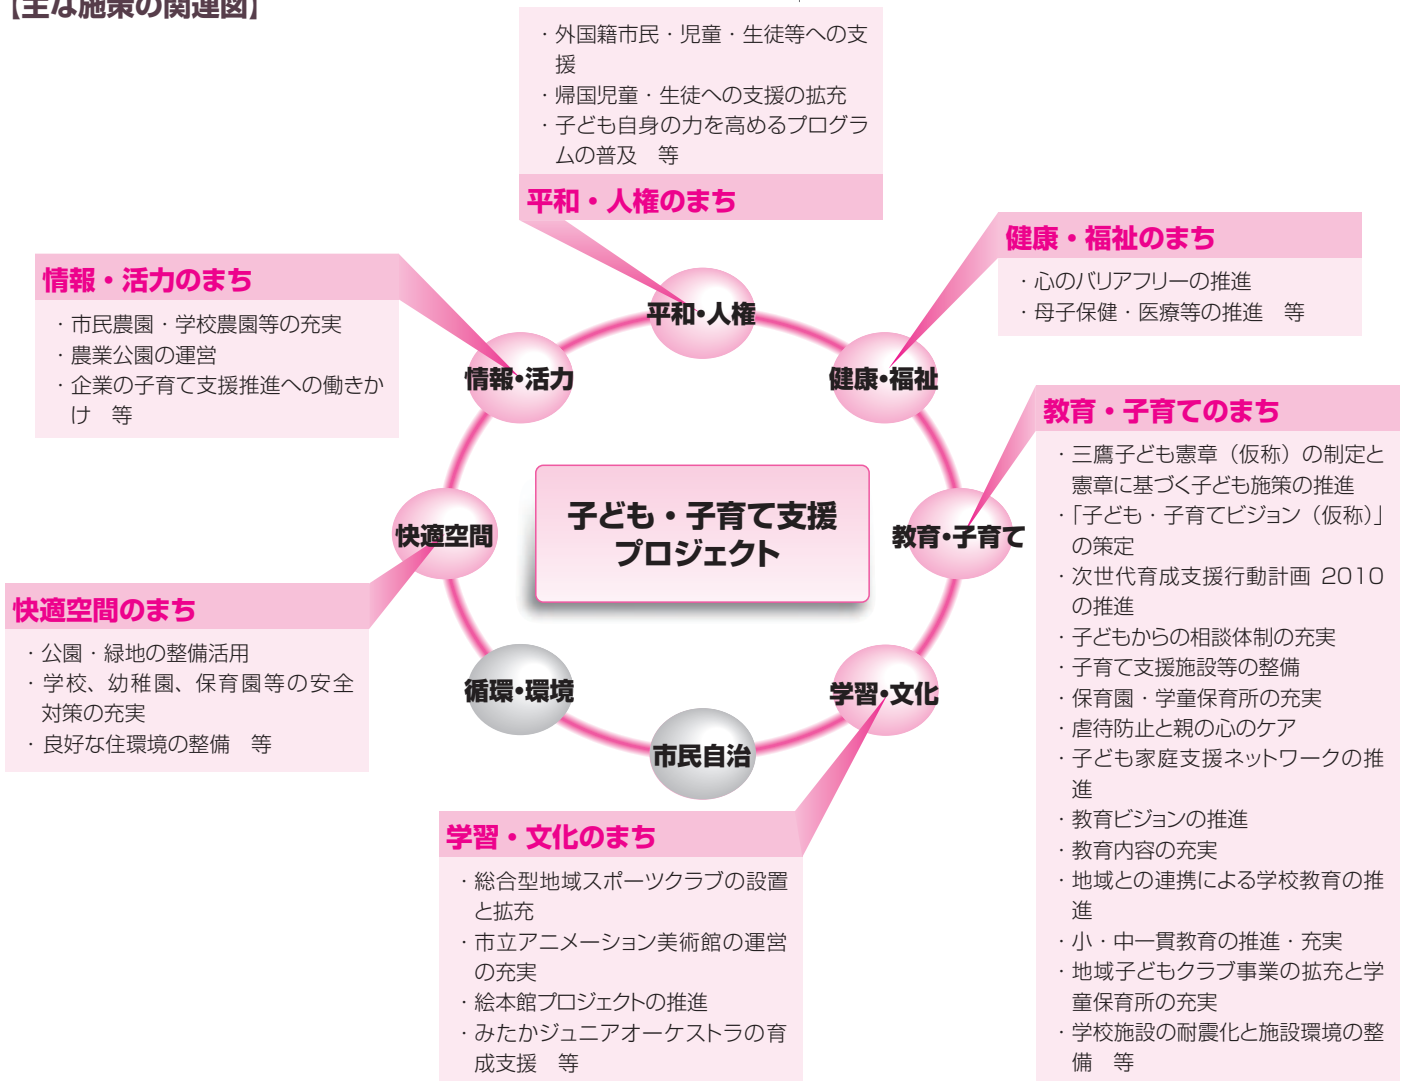 【主な施策の関連図】
・外国籍市民・児童・生徒等への支
援
・帰国児童・生徒への支援の拡充
・子ども自身の力を高めるプログラ
ムの普及　等
平和・人権のまち
健康・福祉のまち
・心のバリアフリーの推進
・母子保健・医療等の推進　等
情報・活力のまち
・市民農園・学校農園等の充実
・農業公園の運営
・企業の子育て支援推進への働きか
け　等
平和・人権
情報・活力
健康・福祉
快適空間
教育・子育て
循環・環境
学習・文化
市民自治
子ども・子育て支援
プロジェクト
教育・子育てのまち
・三鷹子ども憲章（仮称）の制定と
憲章に基づく子ども施策の推進
・「子ども・子育てビジョン（仮称）」
の策定
・次世代育成支援行動計画 2010
の推進
・子どもからの相談体制の充実
・子育て支援施設等の整備
・保育園・学童保育所の充実
・虐待防止と親の心のケア
・子ども家庭支援ネットワークの推
進
・教育ビジョンの推進
・教育内容の充実
・地域との連携による学校教育の推
進
・小・中一貫教育の推進・充実
・地域子どもクラブ事業の拡充と学
童保育所の充実
・学校施設の耐震化と施設環境の整
備　等
快適空間のまち
・公園・緑地の整備活用
・学校、幼稚園、保育園等の安全
対策の充実
・良好な住環境の整備　等
学習・文化のまち
・総合型地域スポーツクラブの設置
と拡充
・市立アニメーション美術館の運営
の充実
・絵本館プロジェクトの推進
・みたかジュニアオーケストラの育
成支援　等